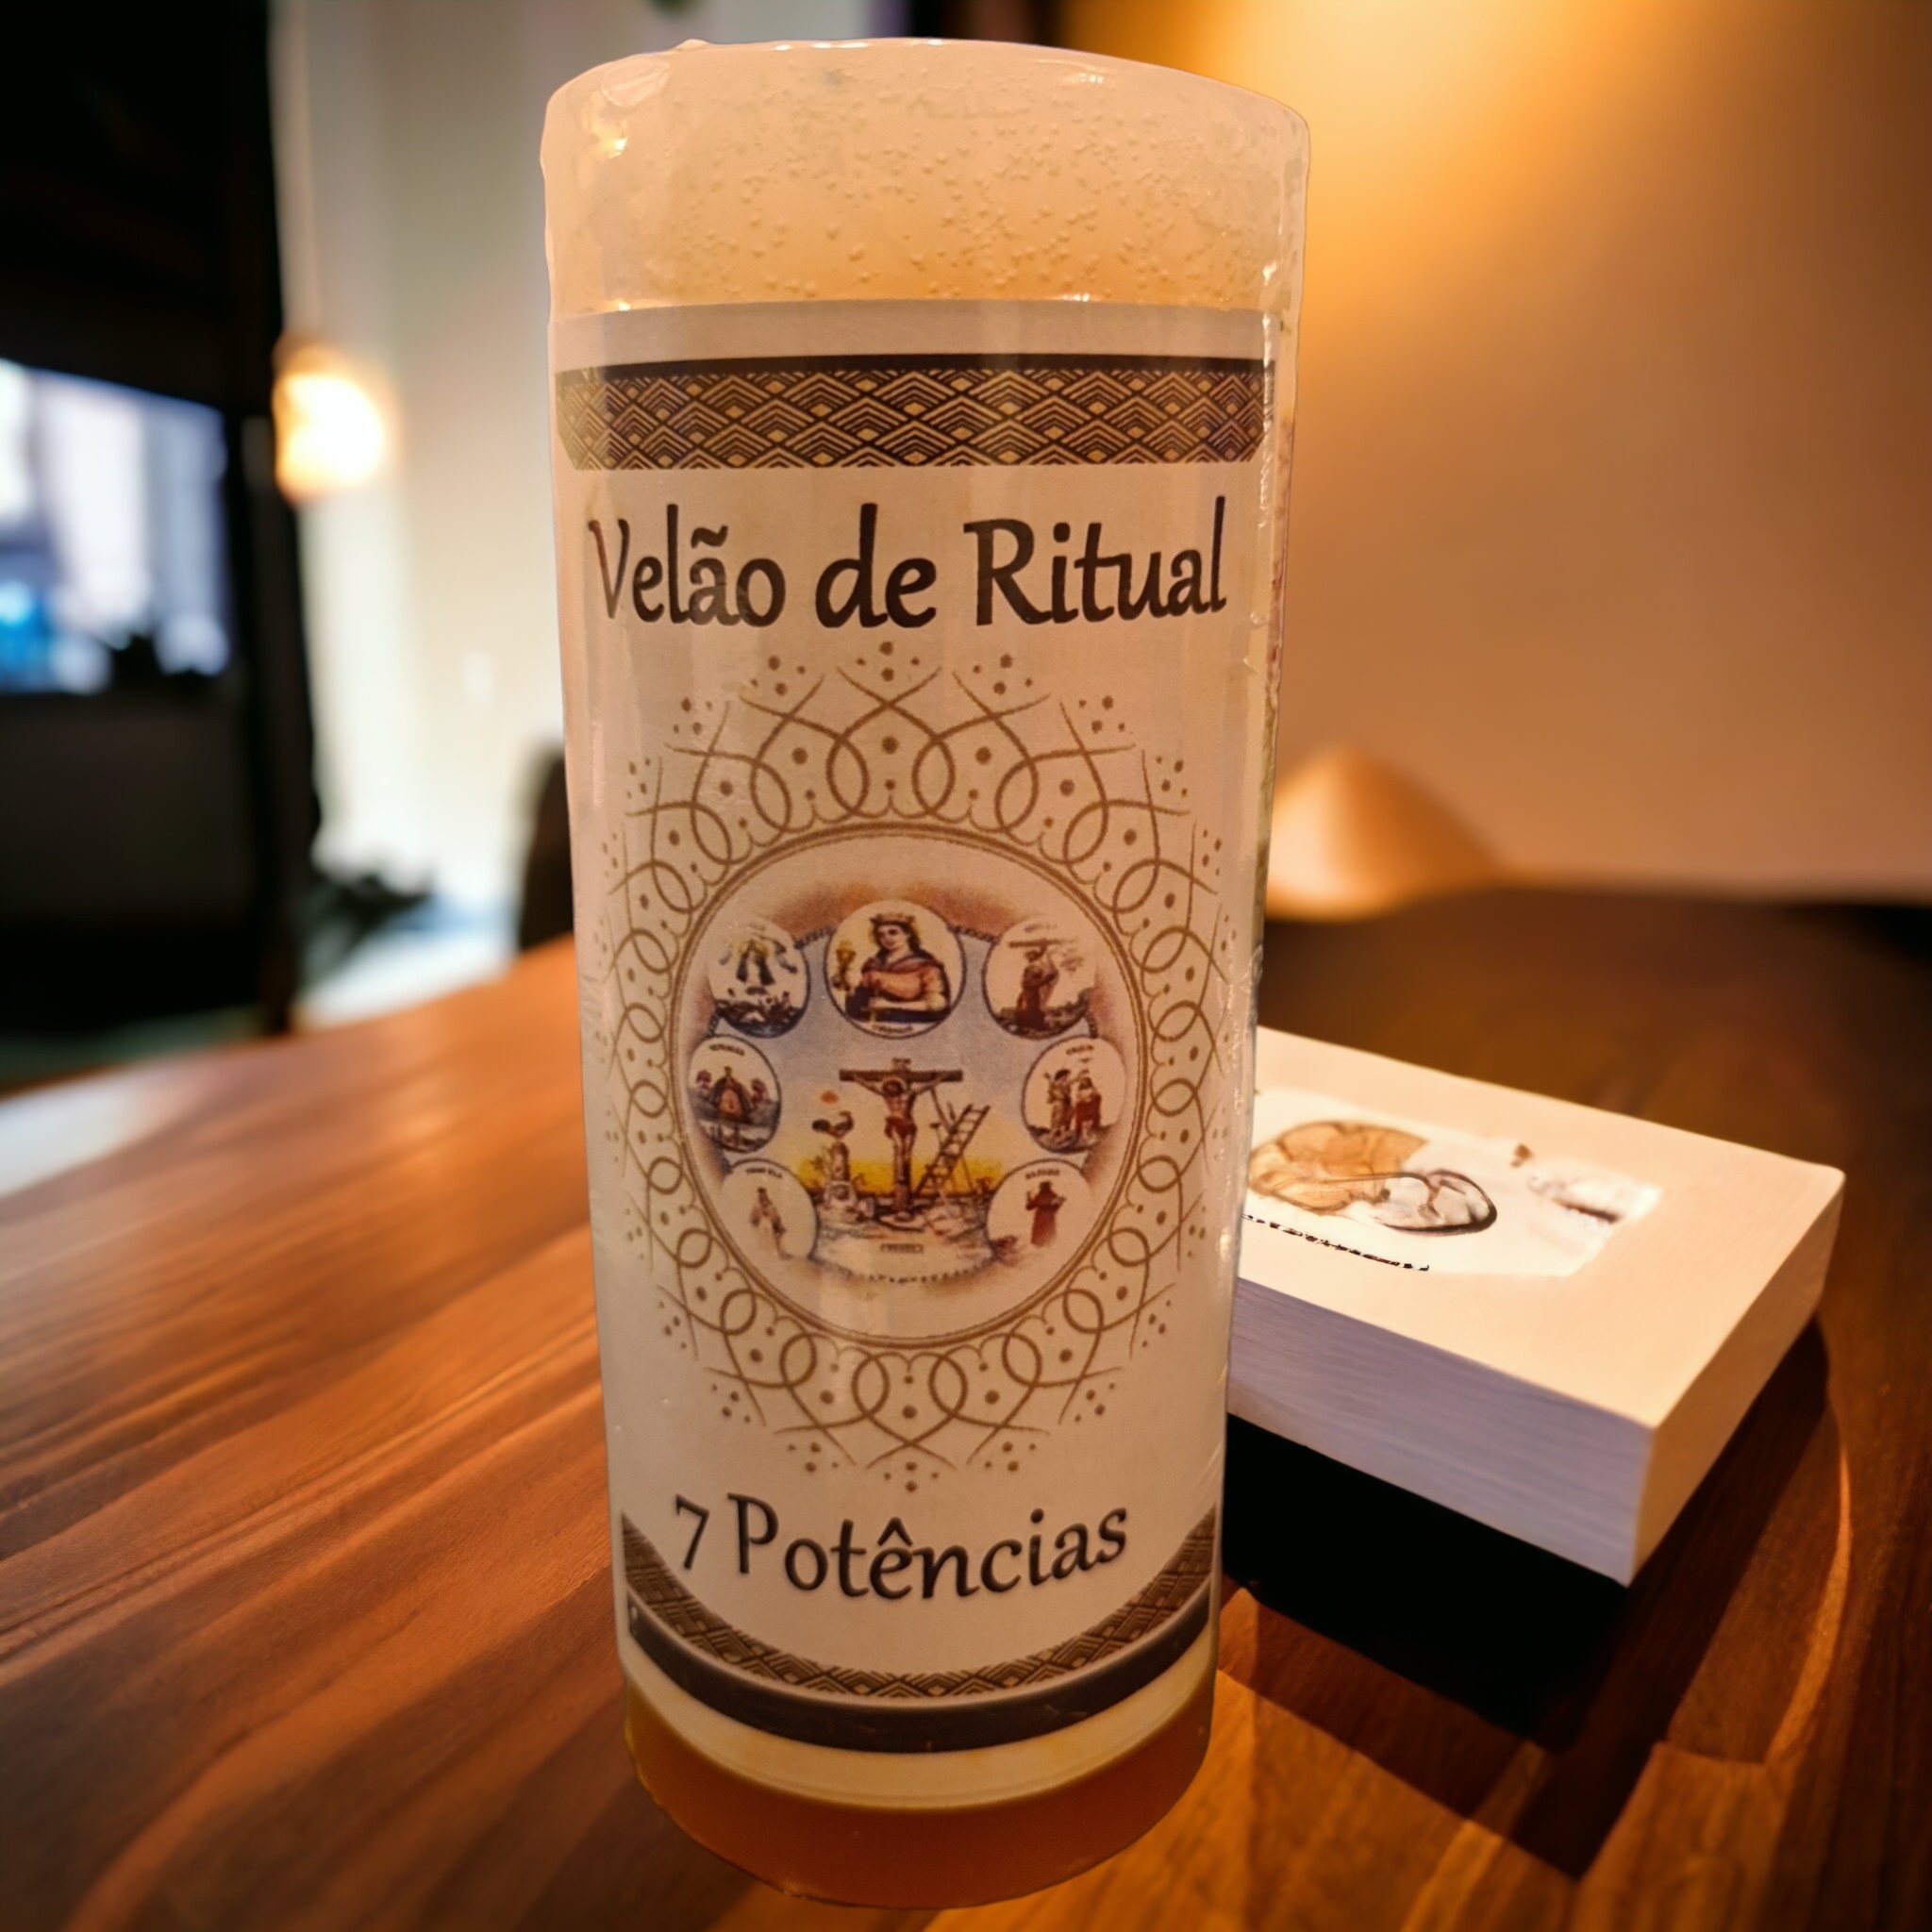 Velão de Ritual
7 Potências